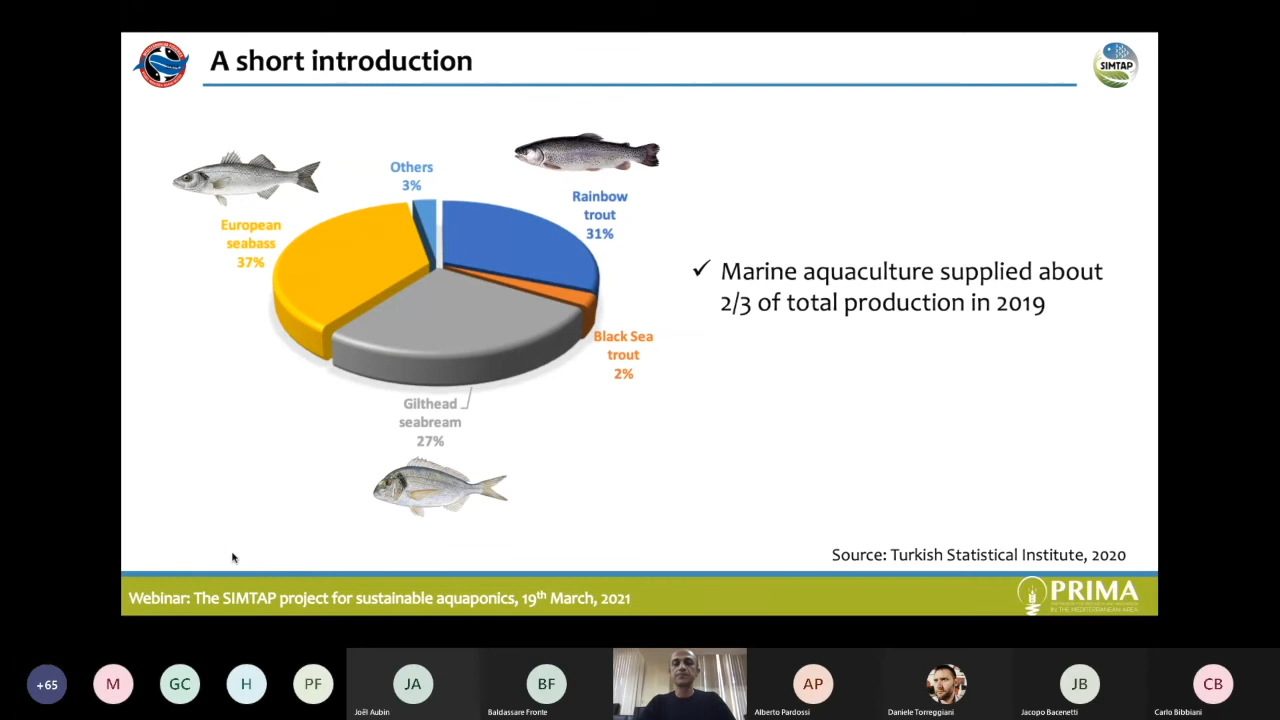 A short introduction
SIMTAP
Others
3%
Rainbow
trout
31%
European
seabass
37%
Marine aquaculture supplied about
2/3 of total production in 2019
Black Sea
trout
2%
Gilthead
seabream
27%
Source: Turkish Statistical Institute, 2020
Webinar: The SIMTAP project for sustainable aquaponics, 19th March, 2021
PRIMA
IN THE MEDITERRANEAN AREA
+65
M
GC
H
PF
JA
BF
AP
JB
CB
Joël Aubin
Baldassare Fronte
Alberto Pardossi
Daniele Torreggiani
Jacopo Bacenetti
Carlo Bibbiani